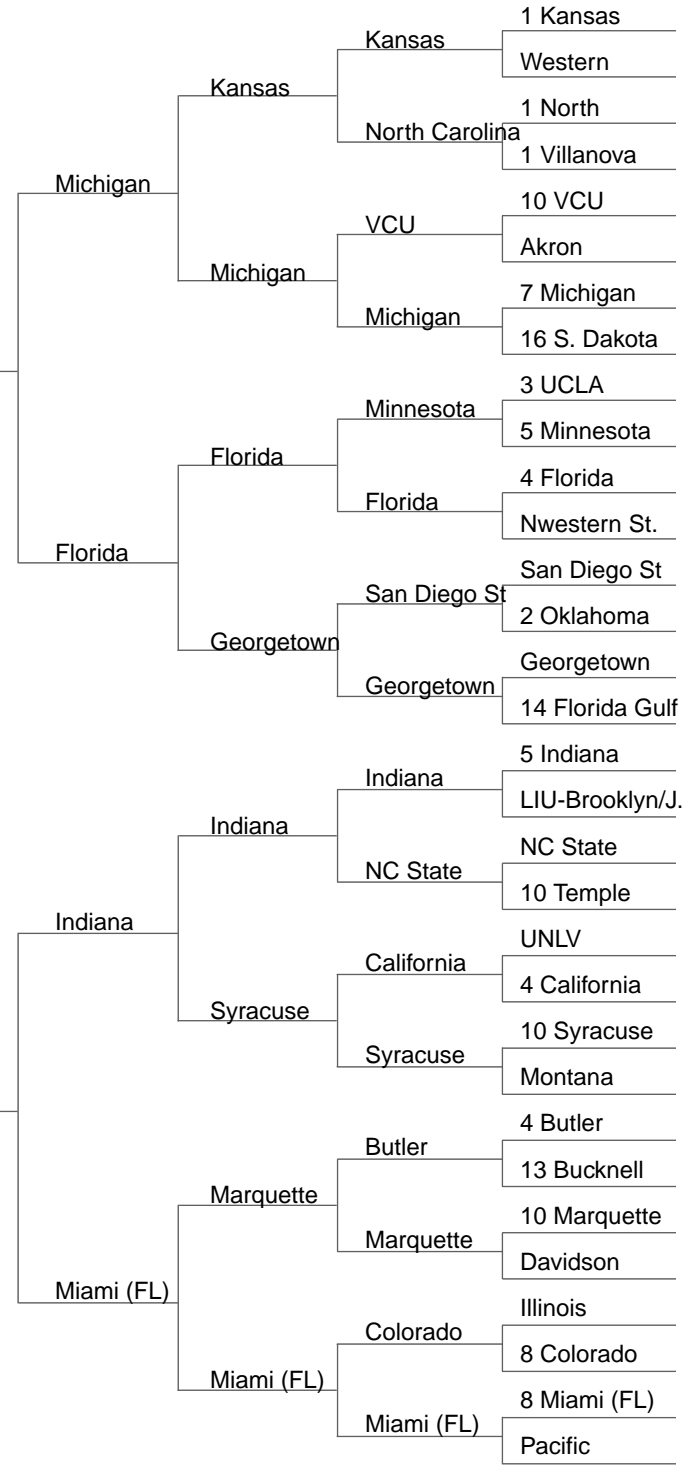 1 Kansas
Kansas
Western
Kansas
1 North
North Carolina
1 Villanova
Michigan
10 VCU
VCU
Akron
Michigan
7 Michigan
Michigan
16 S. Dakota
3 UCLA
Minnesota
5 Minnesota
Florida
4 Florida
Florida
Nwestern St.
Florida
San Diego St
San Diego St
2 Oklahoma
Georgetown
Georgetown
Georgetown
14 Florida Gulf
5 Indiana
Indiana
LIU-Brooklyn/J.
Indiana
NC State
NC State
10 Temple
Indiana
UNLV
California
4 California
Syracuse
10 Syracuse
Syracuse
Montana
4 Butler
Butler
13 Bucknell
Marquette
10 Marquette
Marquette
Davidson
Miami (FL)
Illinois
Colorado
8 Colorado
Miami (FL)
8 Miami (FL)
Miami (FL)
Pacific